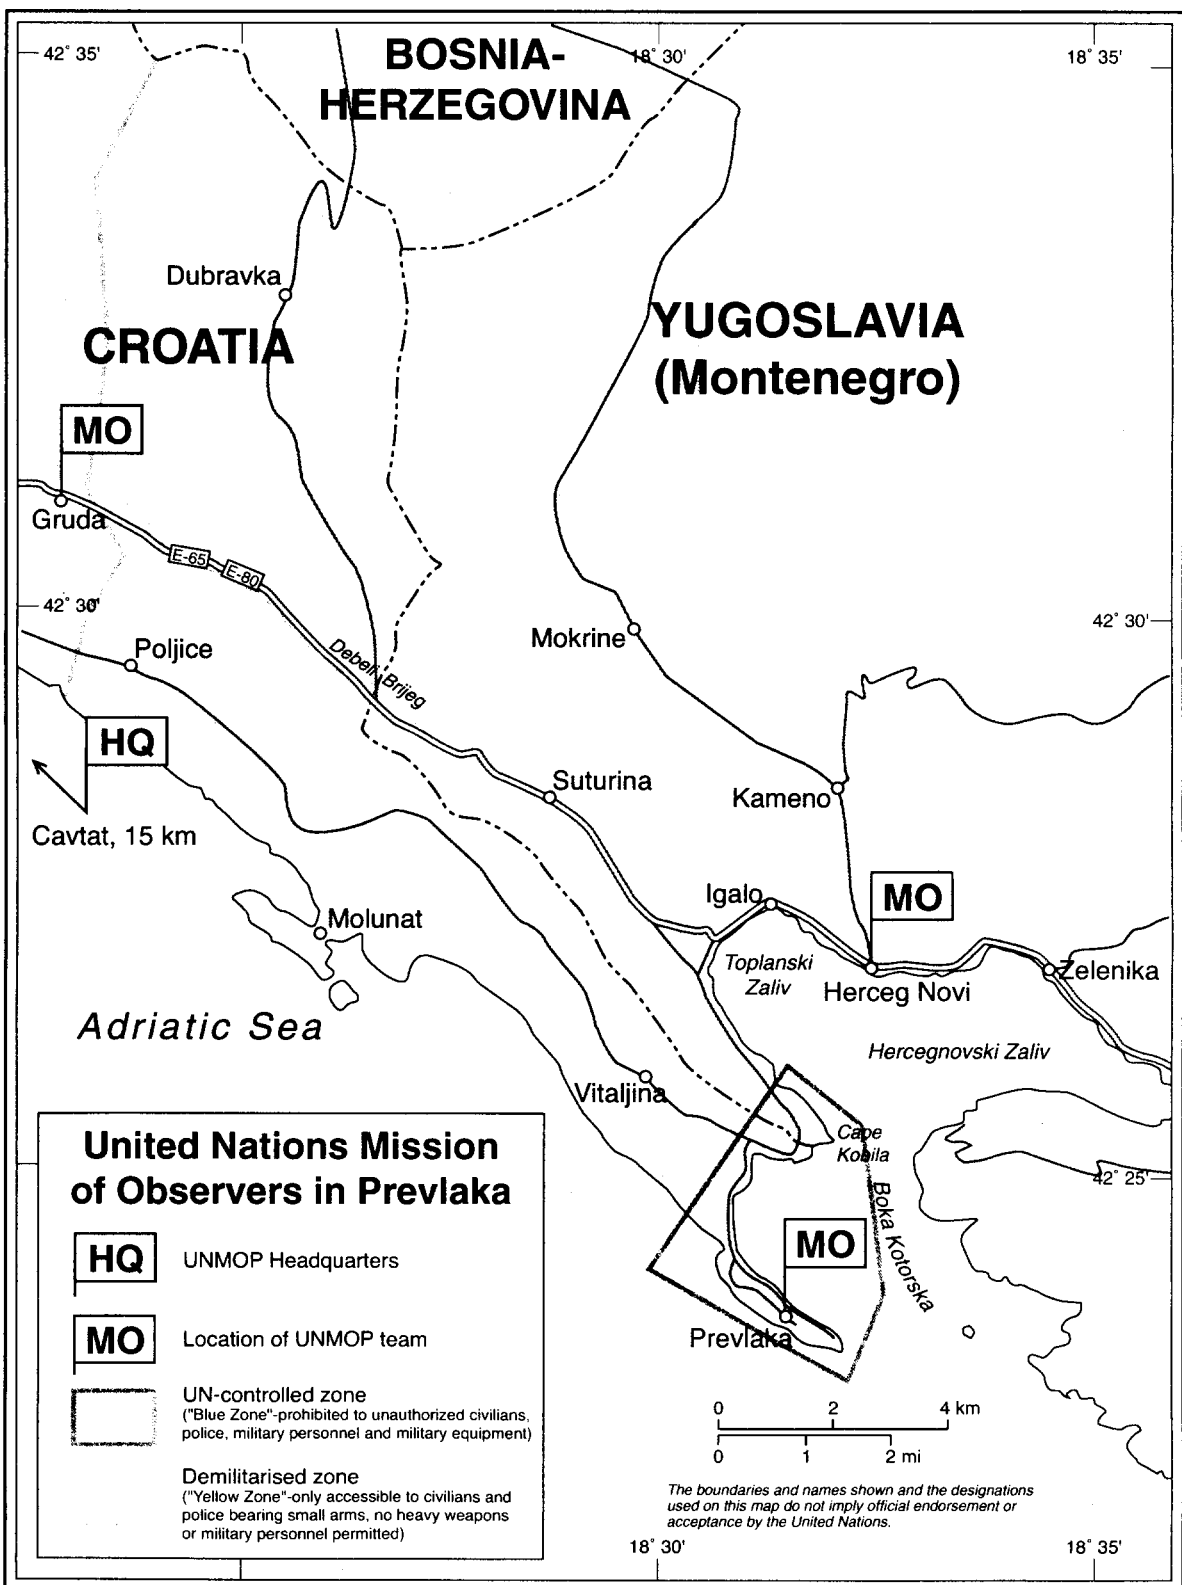 42° 35'
BOSNIA-
HERZEGOVINA
18° 30'
18° 35'
Dubravka
CROATIA
YUGOSLAVIA
(Montenegro)
MO
Gruda
E-65
E-80
42° 30'
42° 30'
Poljice
Debeli Brijeg
Mokrine
HQ
Cavtat, 15 km
Suturina
Kameno
Igalo
MO
Molunat
Toplanski
Zaliv
Herceg Novi
Zelenika
Adriatic Sea
Hercegnovski Zaliv
Vitaljina
Cape
Kobila
42° 25'
Boka Kotorska
MO
Prevlaka
United Nations Mission
of Observers in Prevlaka
HQ
UNMOP Headquarters
MO
Location of UNMOP team
UN-controlled zone
("Blue Zone"-prohibited to unauthorized civilians,
police, military personnel and military equipment)
Demilitarised zone
("Yellow Zone"-only accessible to civilians and
police bearing small arms, no heavy weapons
or military personnel permitted)
0 2 4 km
0 1 2 mi
The boundaries and names shown and the designations
used on this map do not imply official endorsement or
acceptance by the United Nations.
18° 30'
18° 35'